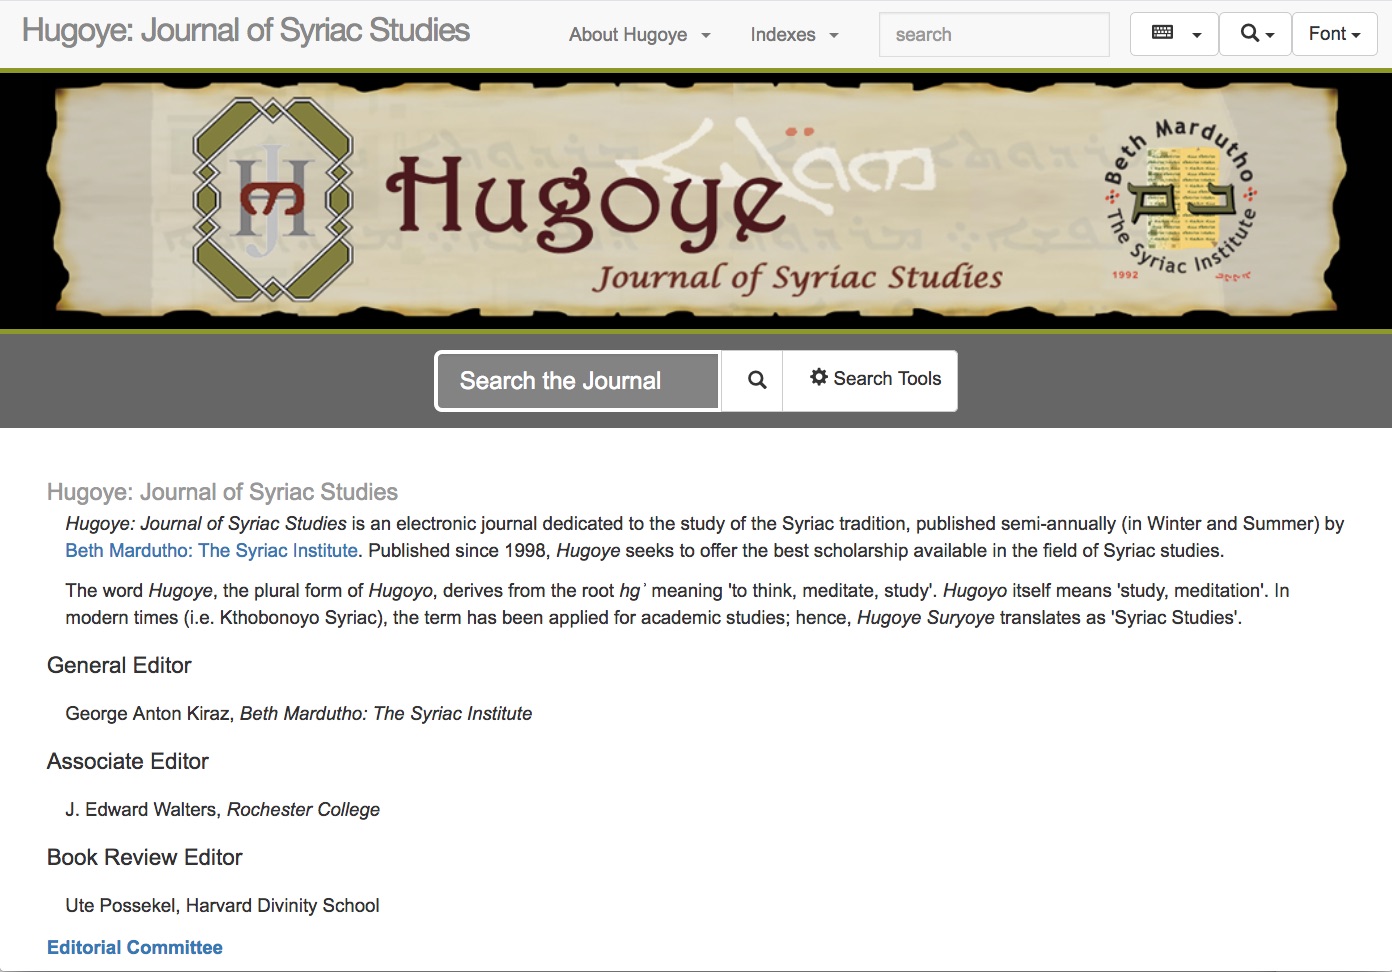 Hugoye: Journal of Syriac Studies
About Hugoye
Indexes
search
Font
Hugoye
Journal of Syriac Studies
JHJ
Beth Mardutho
The Syriac Institute
1992
Search the Journal
Search Tools
Hugoye: Journal of Syriac Studies
Hugoye: Journal of Syriac Studies is an electronic journal dedicated to the study of the Syriac tradition, published semi-annually (in Winter and Summer) by
Beth Mardutho: The Syriac Institute. Published since 1998, Hugoye seeks to offer the best scholarship available in the field of Syriac studies.
The word Hugoye, the plural form of Hugoyo, derives from the root hgʾ meaning 'to think, meditate, study'. Hugoyo itself means 'study, meditation'. In
modern times (i.e. Kthobonoyo Syriac), the term has been applied for academic studies; hence, Hugoye Suryoye translates as 'Syriac Studies'.
General Editor
George Anton Kiraz, Beth Mardutho: The Syriac Institute
Associate Editor
J. Edward Walters, Rochester College
Book Review Editor
Ute Possekel, Harvard Divinity School
Editorial Committee